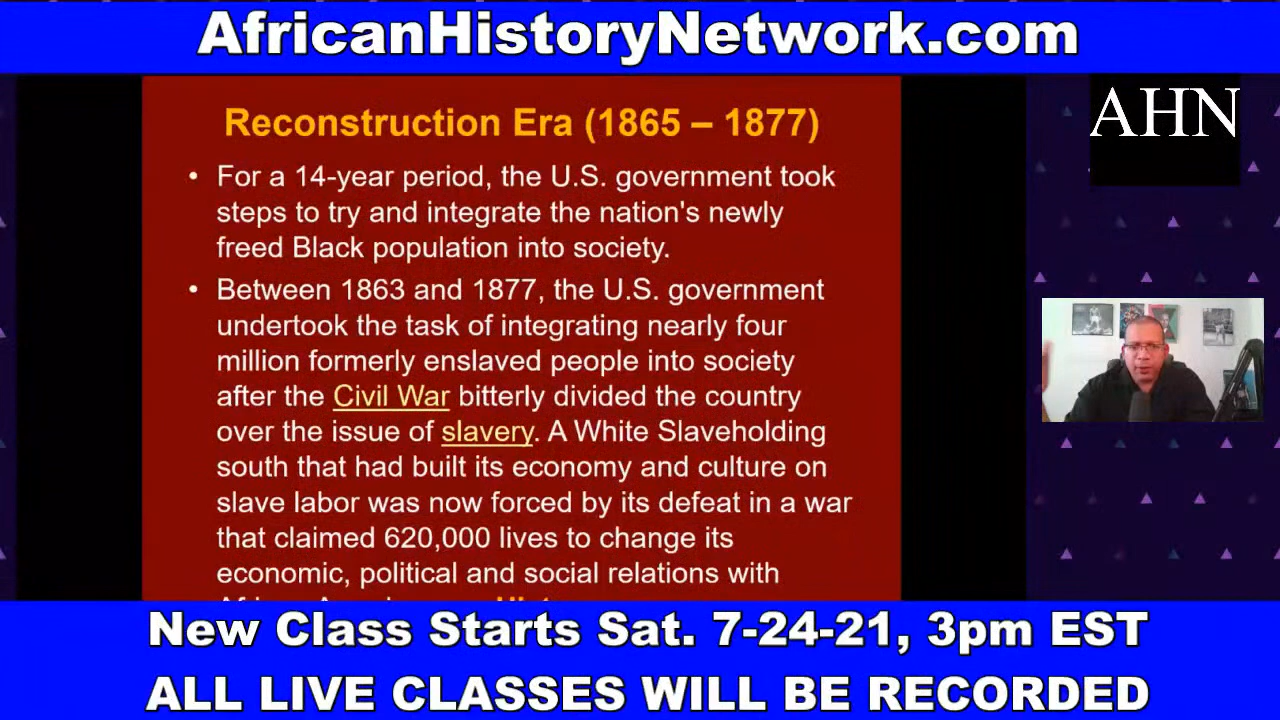 AfricanHistoryNetwork.com
AHN
Reconstruction Era (1865 – 1877)
• For a 14-year period, the U.S. government took
steps to try and integrate the nation's newly
freed Black population into society.
• Between 1863 and 1877, the U.S. government
undertook the task of integrating nearly four
million formerly enslaved people into society
after the Civil War bitterly divided the country
over the issue of slavery. A White Slaveholding
south that had built its economy and culture on
slave labor was now forced by its defeat in a war
that claimed 620,000 lives to change its
economic, political and social relations with
New Class Starts Sat. 7-24-21, 3pm EST
ALL LIVE CLASSES WILL BE RECORDED